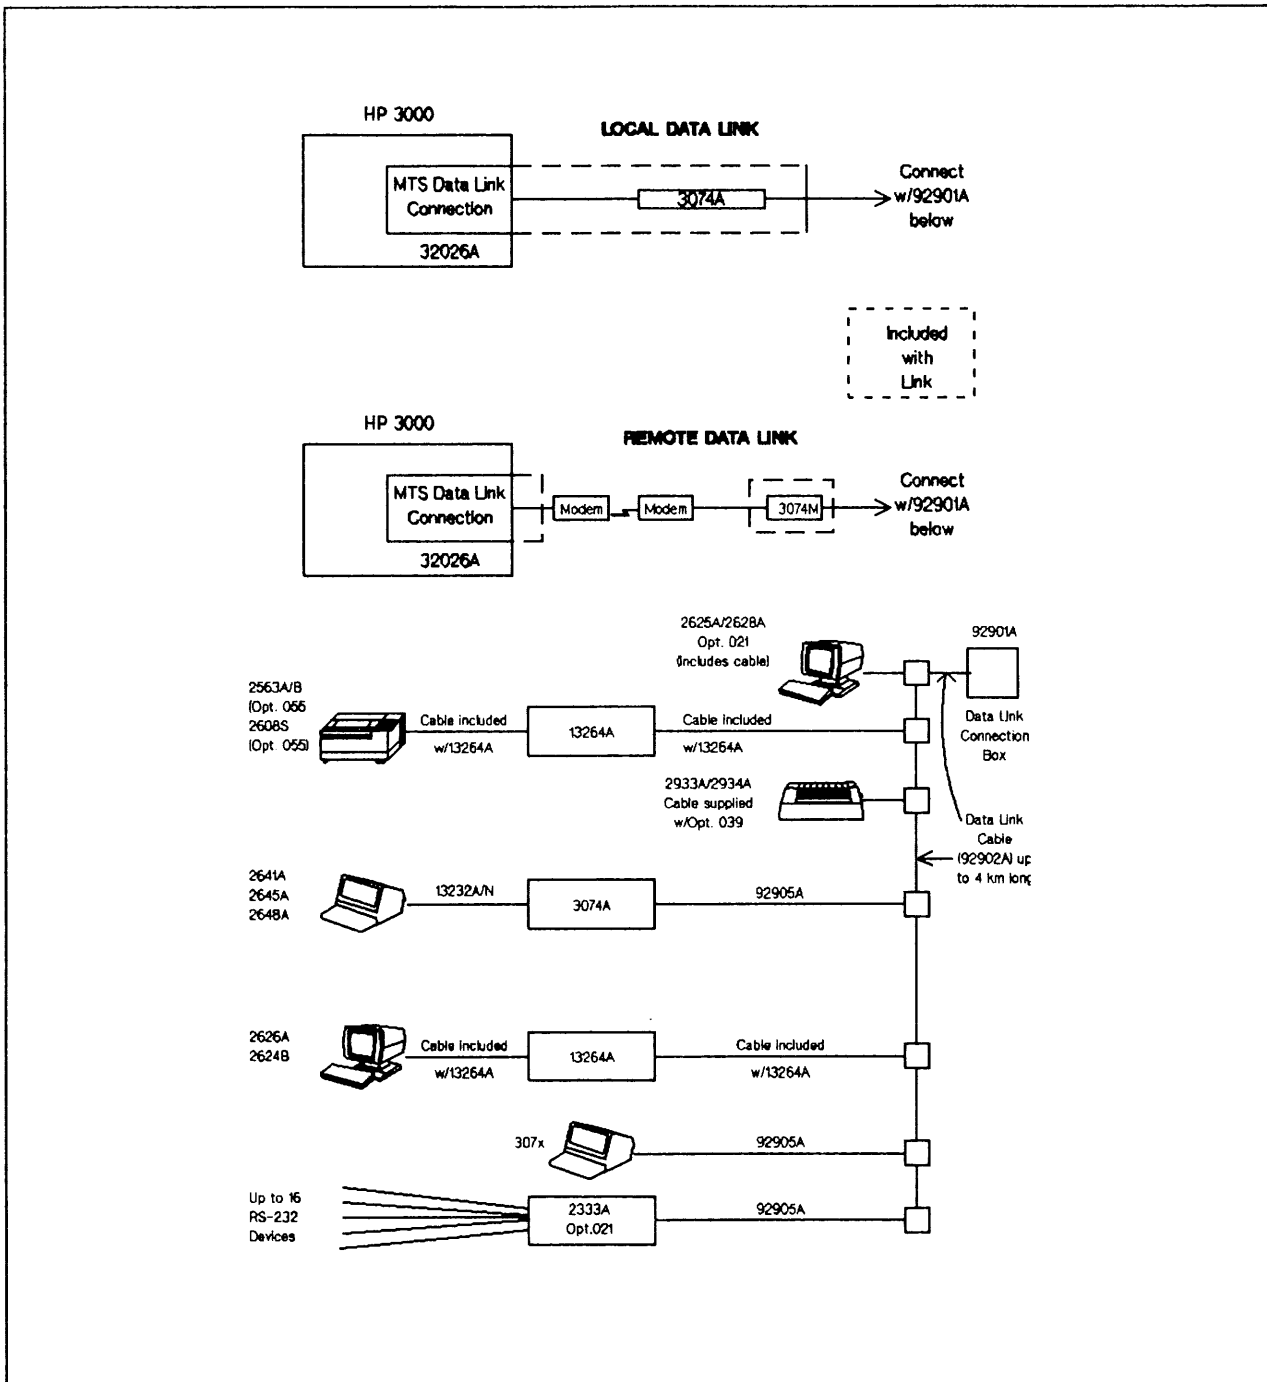 HP 3000
LOCAL DATA LINK
MTS Data Link
Connection
32026A
3074A
Connect
w/92901A
below
Included
with
Link
HP 3000
REMOTE DATA LINK
MTS Data Link
Connection
32026A
Modem
Modem
3074M
Connect
w/92901A
below
2625A/2628A
Opt. 021
(includes cable)
92901A
Data Link
Connection
Box
2563A/B
(Opt. 055
2608S
(Opt. 055)
Cable included
w/13264A
13264A
Cable included
w/13264A
2933A/2934A
Cable supplied
w/Opt. 039
Data Link
Cable
(92902A) up
to 4 km long
2641A
2645A
2648A
13232A/N
3074A
92905A
2626A
2624B
Cable Included
w/13264A
13264A
Cable Included
w/13264A
307x
92905A
Up to 16
RS-232
Devices
2333A
Opt.021
92905A